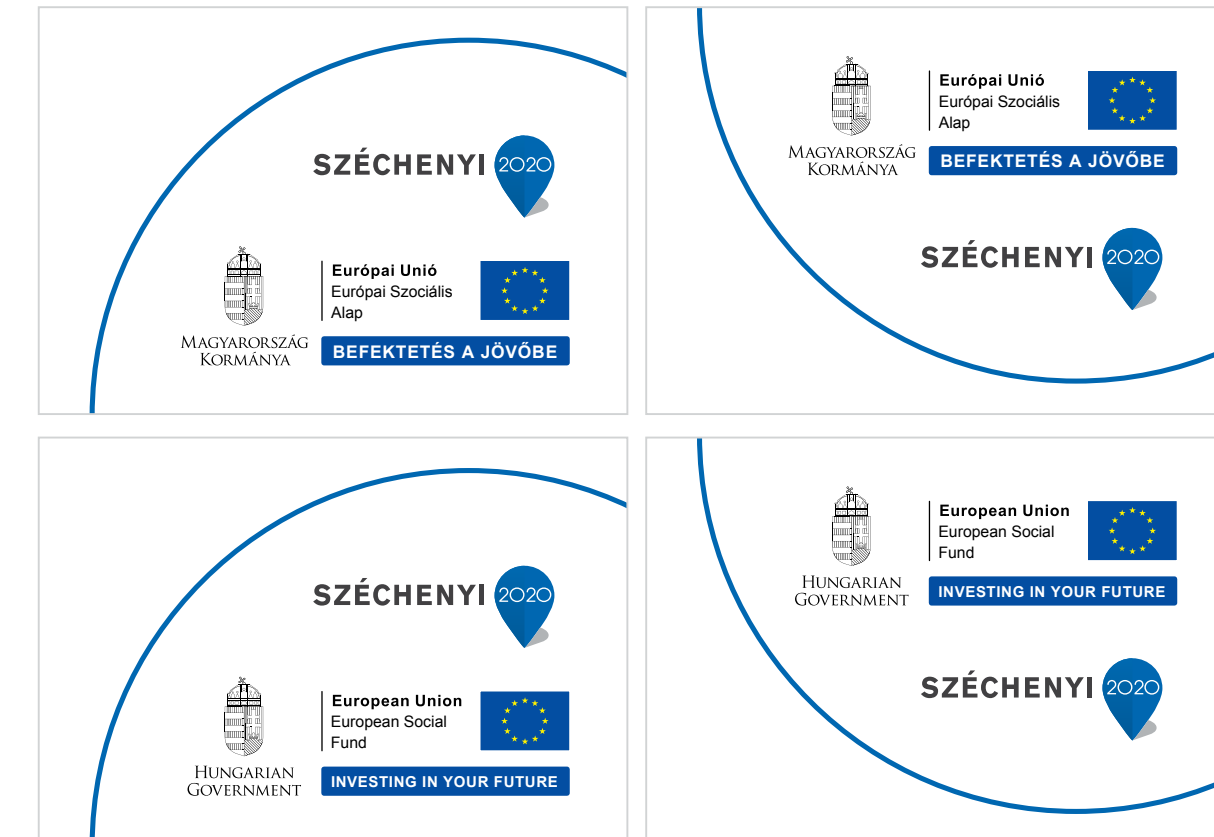 SZÉCHENYI 2020
Európai Unió
Európai Szociális
Alap
MAGYARORSZÁG
KORMÁNYA
BEFEKTETÉS A JÖVŐBE
Európai Unió
Európai Szociális
Alap
MAGYARORSZÁG
KORMÁNYA
BEFEKTETÉS A JÖVŐBE
SZÉCHENYI 2020
SZÉCHENYI 2020
European Union
European Social
Fund
HUNGARIAN
GOVERNMENT
INVESTING IN YOUR FUTURE
European Union
European Social
Fund
HUNGARIAN
GOVERNMENT
INVESTING IN YOUR FUTURE
SZÉCHENYI 2020